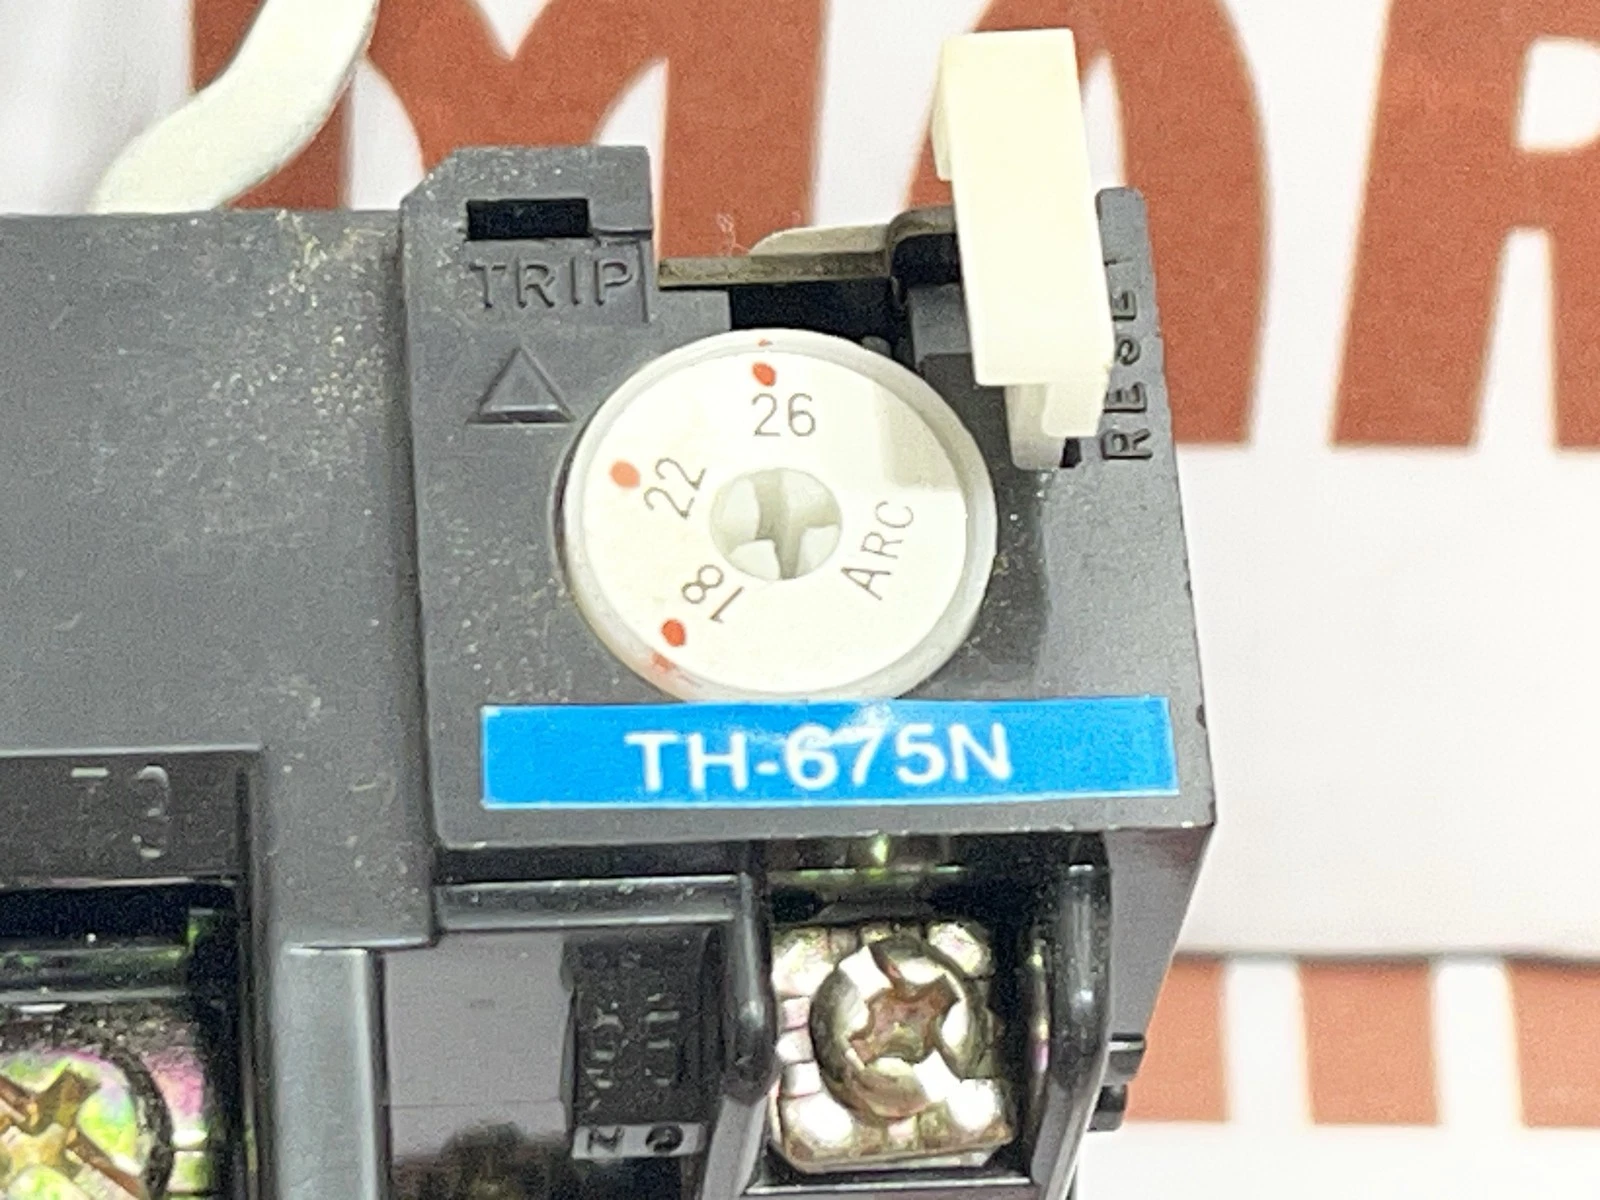 TRIP
RESET
26
22
18
ARC
TH-675N